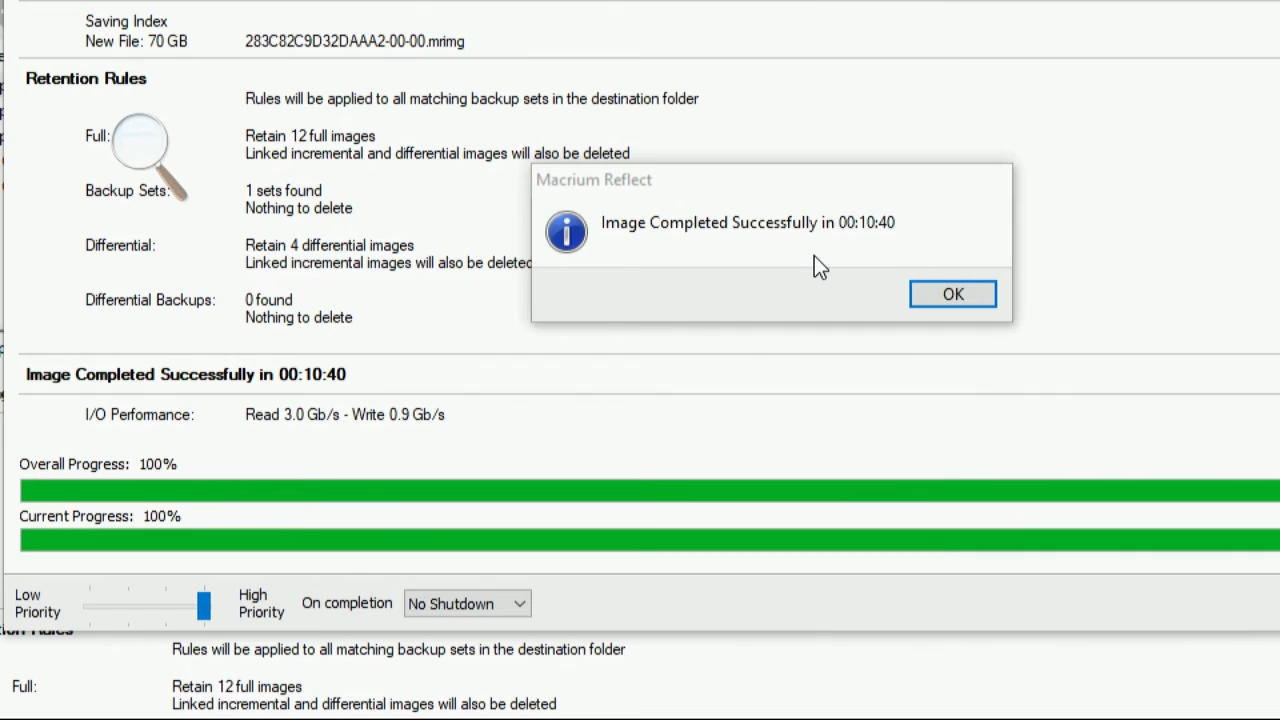 Saving Index
New File: 70 GB 283C82C9D32DAAA2-00-00.mrimg
Retention Rules
Rules will be applied to all matching backup sets in the destination folder
Full: Retain 12 full images
Linked incremental and differential images will also be deleted
Backup Sets: 1 sets found
Nothing to delete
Differential: Retain 4 differential images
Linked incremental images will also be deleted
Differential Backups: 0 found
Nothing to delete
Macrium Reflect
Image Completed Successfully in 00:10:40
OK
Image Completed Successfully in 00:10:40
I/O Performance: Read 3.0 Gb/s - Write 0.9 Gb/s
Overall Progress: 100%
Current Progress: 100%
Low Priority
High Priority
On completion No Shutdown
Rules will be applied to all matching backup sets in the destination folder
Full: Retain 12 full images
Linked incremental and differential images will also be deleted